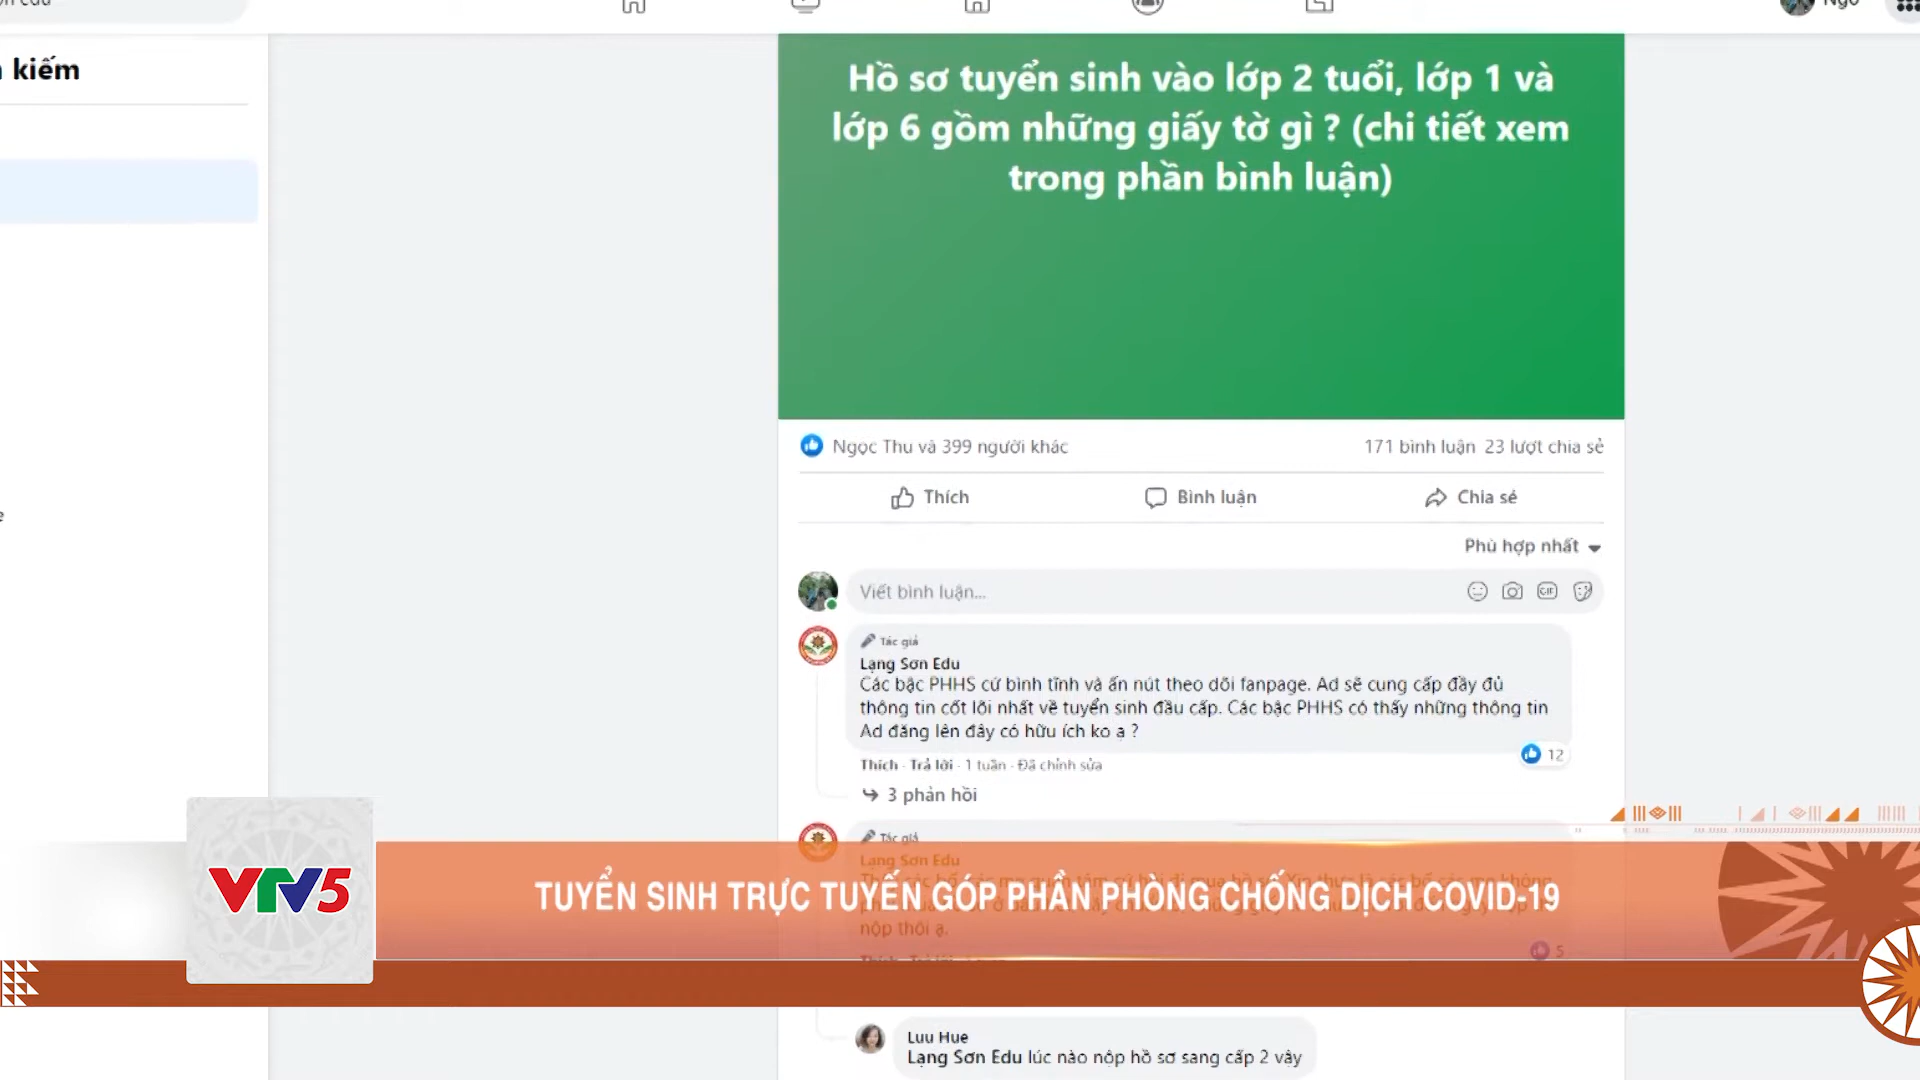 Ngo
kiếm
Hồ sơ tuyển sinh vào lớp 2 tuổi, lớp 1 và
lớp 6 gồm những giấy tờ gì ? (chi tiết xem
trong phần bình luận)
Ngọc Thu và 399 người khác
171 bình luận 23 lượt chia sẻ
Thích
Bình luận
Chia sẻ
Phù hợp nhất
Viết bình luận...
GIF
Tác giả
Lạng Sơn Edu
Các bậc PHHS cứ bình tĩnh và ấn nút theo dõi fanpage. Ad sẽ cung cấp đầy đủ
thông tin cốt lõi nhất về tuyển sinh đầu cấp. Các bậc PHHS có thấy những thông tin
Ad đăng lên đây có hữu ích ko ạ ?
12
Thích · Trả lời · 1 tuần · Đã chỉnh sửa
3 phản hồi
Tác giả
Lạng Sơn Edu
nộp thôi ạ.
5
VTV5
TUYỂN SINH TRỰC TUYẾN GÓP PHẦN PHÒNG CHỐNG DỊCH COVID-19
Luu Hue
Lạng Sơn Edu lúc nào nộp hồ sơ sang cấp 2 vậy